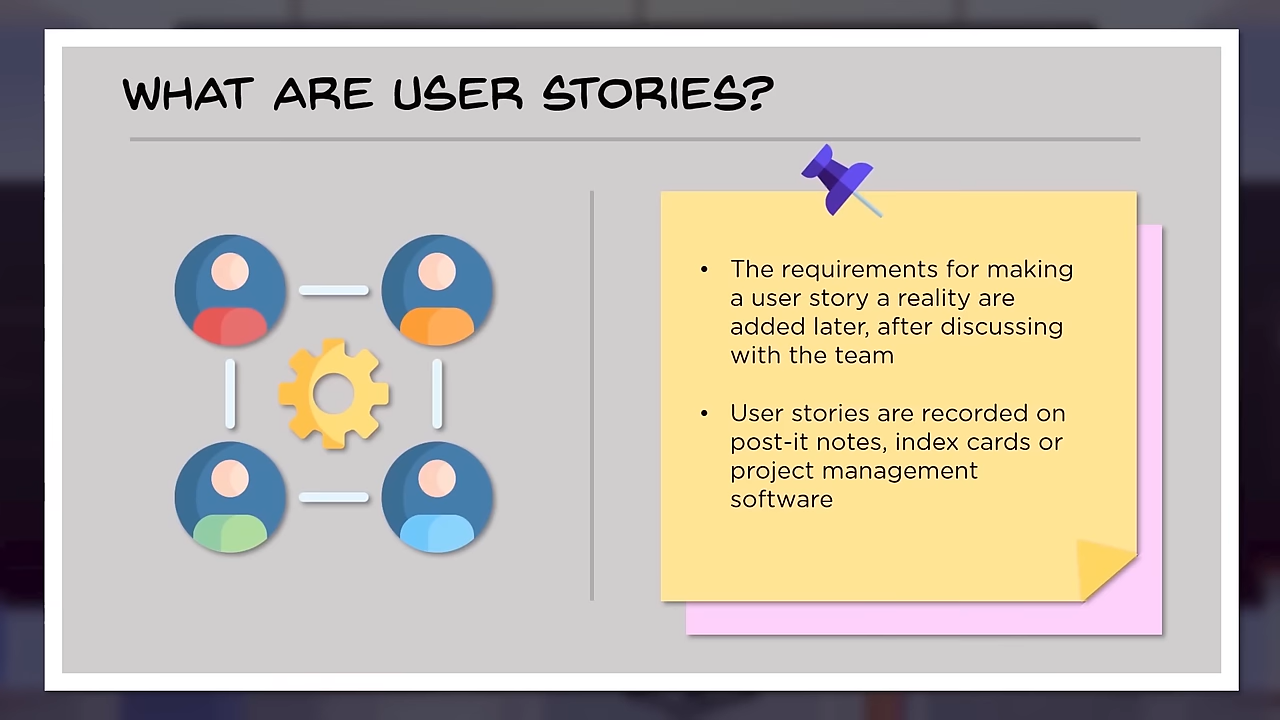 WHAT ARE USER STORIES?
• The requirements for making
a user story a reality are
added later, after discussing
with the team
• User stories are recorded on
post-it notes, index cards or
project management
software